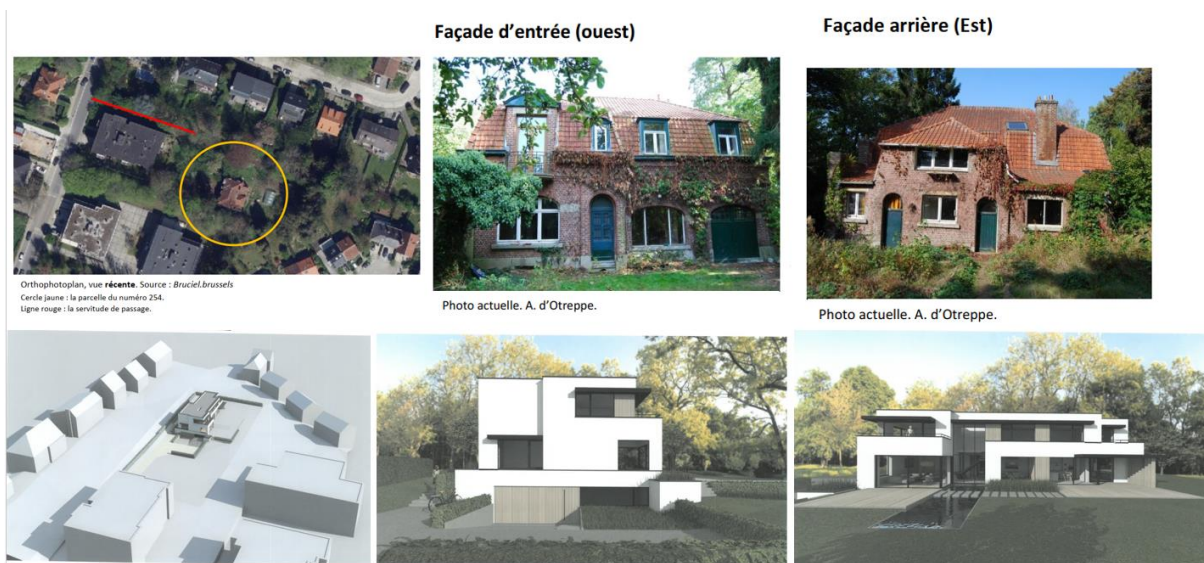 Façade d’entrée (ouest)
Façade arrière (Est)
Orthophotoplan, vue récente. Source : Bruciel.brussels
Cercle jaune : la parcelle du numéro 254.
Ligne rouge : la servitude de passage.
Photo actuelle. A. d’Otreppe.
Photo actuelle. A. d’Otreppe.